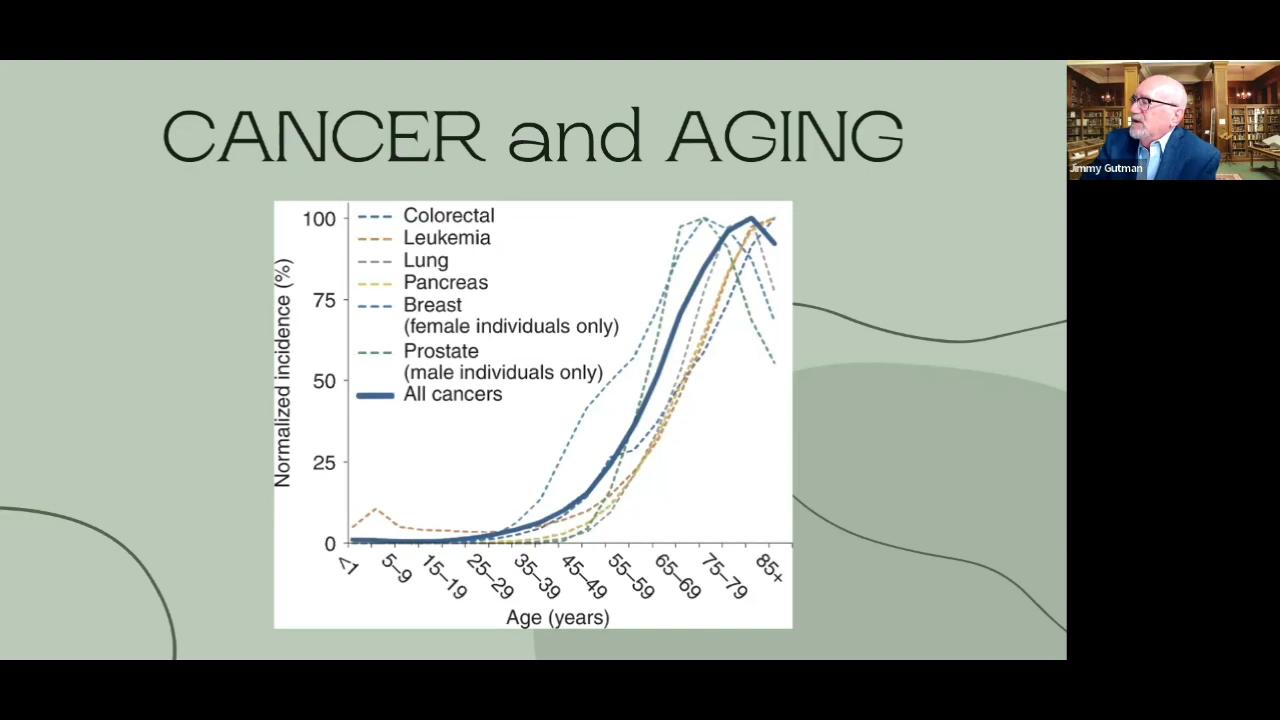 CANCER and AGING
Jimmy Gutman
Normalized incidence (%)
100
75
50
25
0
Colorectal
Leukemia
Lung
Pancreas
Breast
(female individuals only)
Prostate
(male individuals only)
All cancers
<1
5–9
15–19
25–29
35–39
45–49
55–59
65–69
75–79
85+
Age (years)